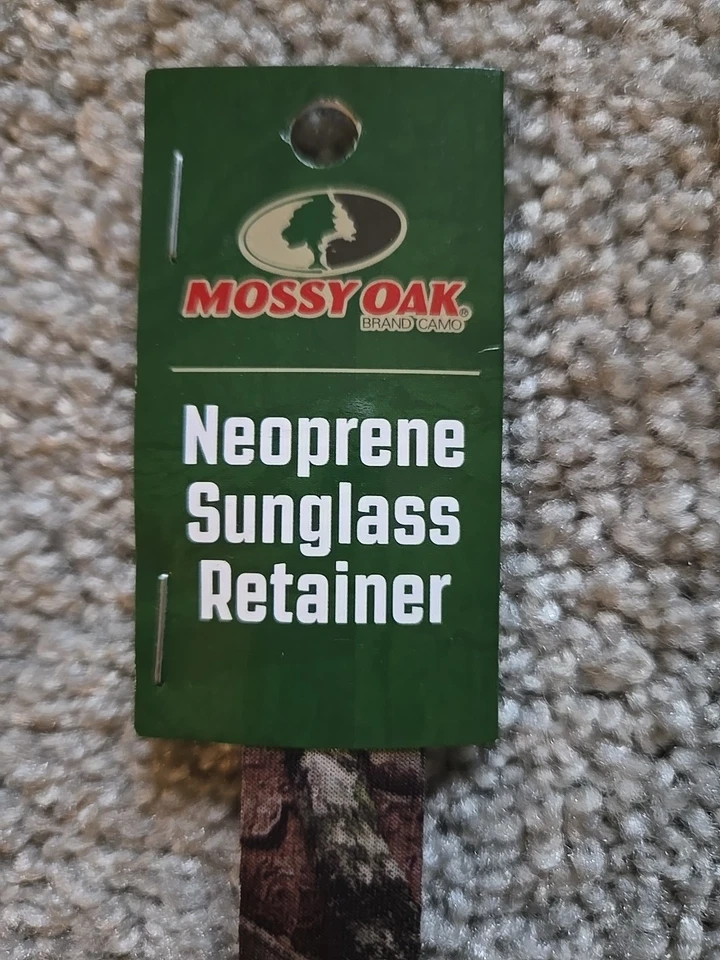 MOSSY OAK®
BRAND CAMO
Neoprene
Sunglass
Retainer